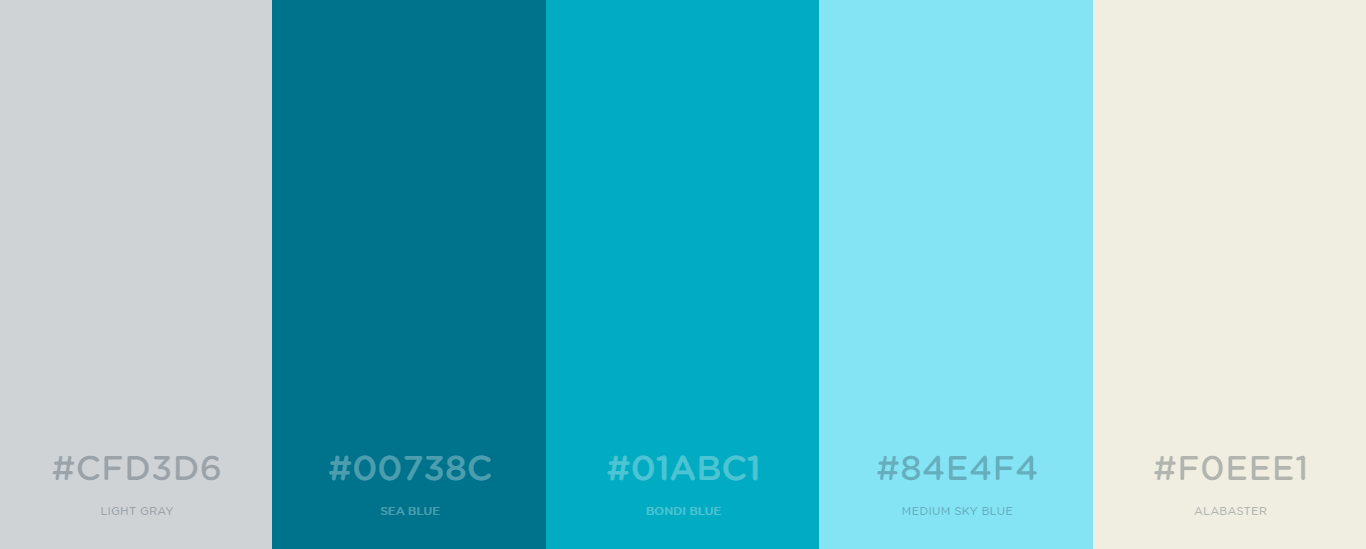 #CFD3D6
LIGHT GRAY
#00738C
SEA BLUE
#01ABC1
BONDI BLUE
#84E4F4
MEDIUM SKY BLUE
#F0EEE1
ALABASTER